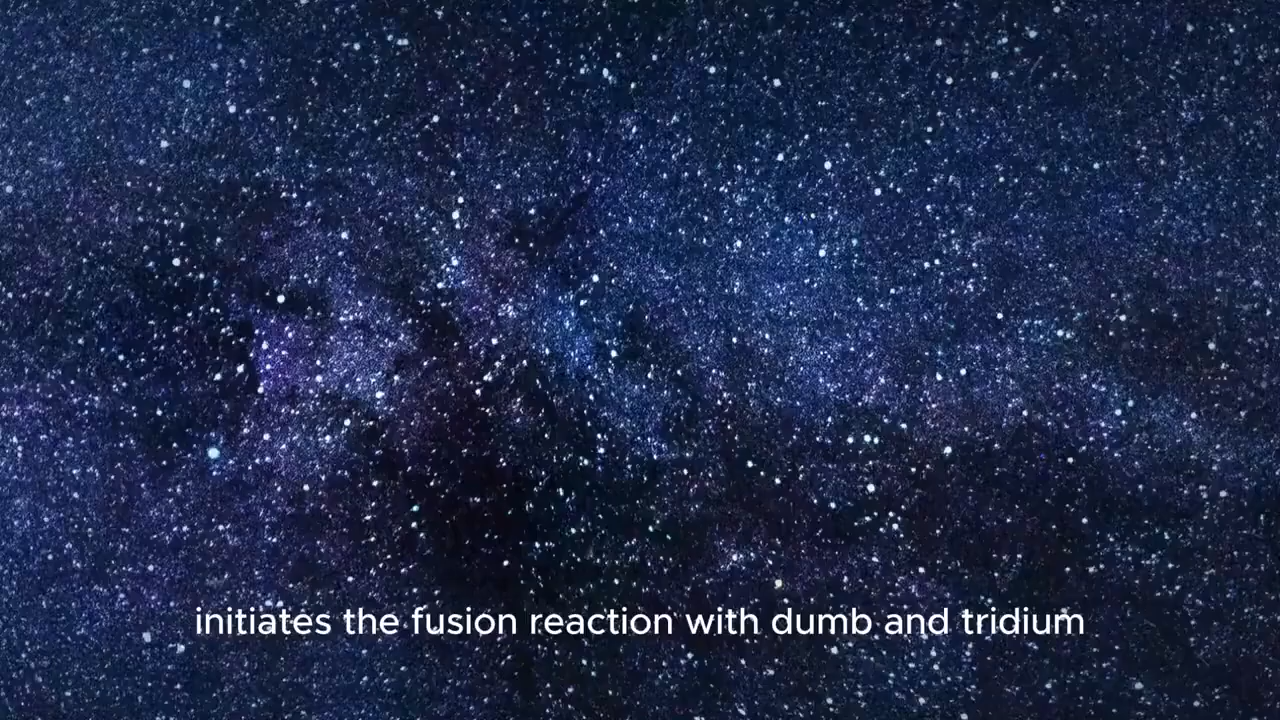 initiates the fusion reaction with dumb and tridium